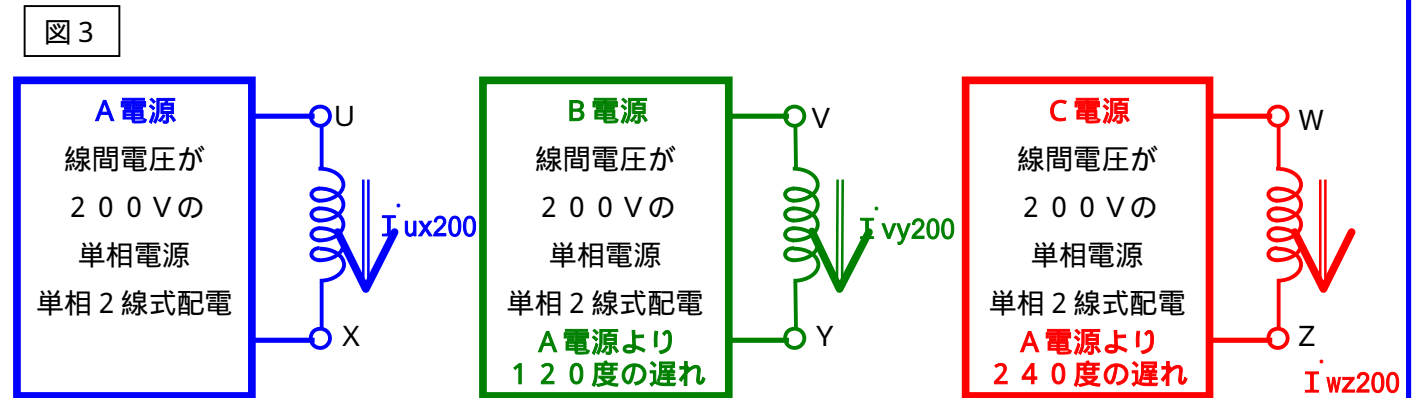 図３
Ａ電源
線間電圧が
２００Ｖの
単相電源
単相２線式配電
U
X
İux200
Ｂ電源
線間電圧が
２００Ｖの
単相電源
単相２線式配電
Ａ電源より
１２０度の遅れ
V
Y
İvy200
Ｃ電源
線間電圧が
２００Ｖの
単相電源
単相２線式配電
Ａ電源より
２４０度の遅れ
W
Z
İwz200